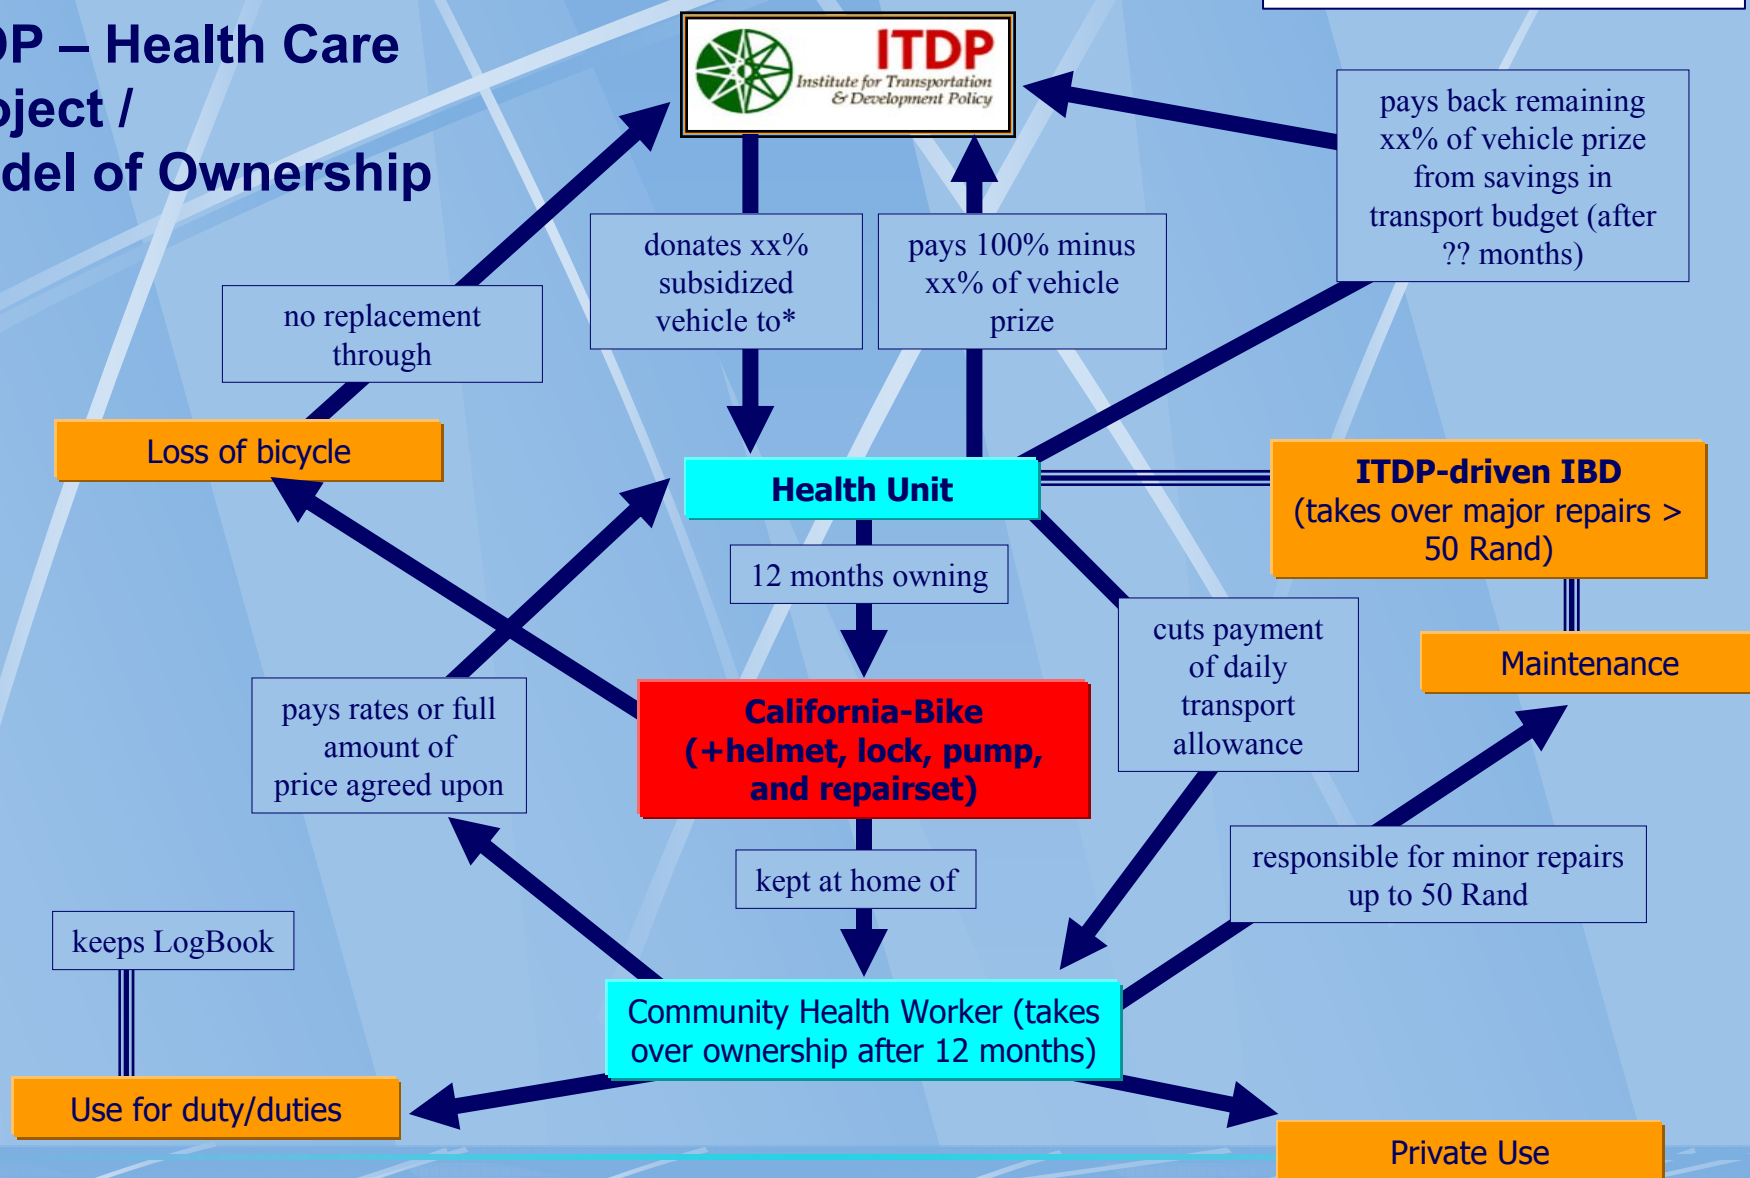 DP – Health Care
oject /
del of Ownership
ITDP
Institute for Transportation
& Development Policy
pays back remaining
xx% of vehicle prize
from savings in
transport budget (after
?? months)
donates xx%
subsidized
vehicle to*
pays 100% minus
xx% of vehicle
prize
no replacement
through
Loss of bicycle
Health Unit
ITDP-driven IBD
(takes over major repairs >
50 Rand)
12 months owning
cuts payment
of daily
transport
allowance
Maintenance
pays rates or full
amount of
price agreed upon
California-Bike
(+helmet, lock, pump,
and repairset)
kept at home of
responsible for minor repairs
up to 50 Rand
keeps LogBook
Community Health Worker (takes
over ownership after 12 months)
Use for duty/duties
Private Use